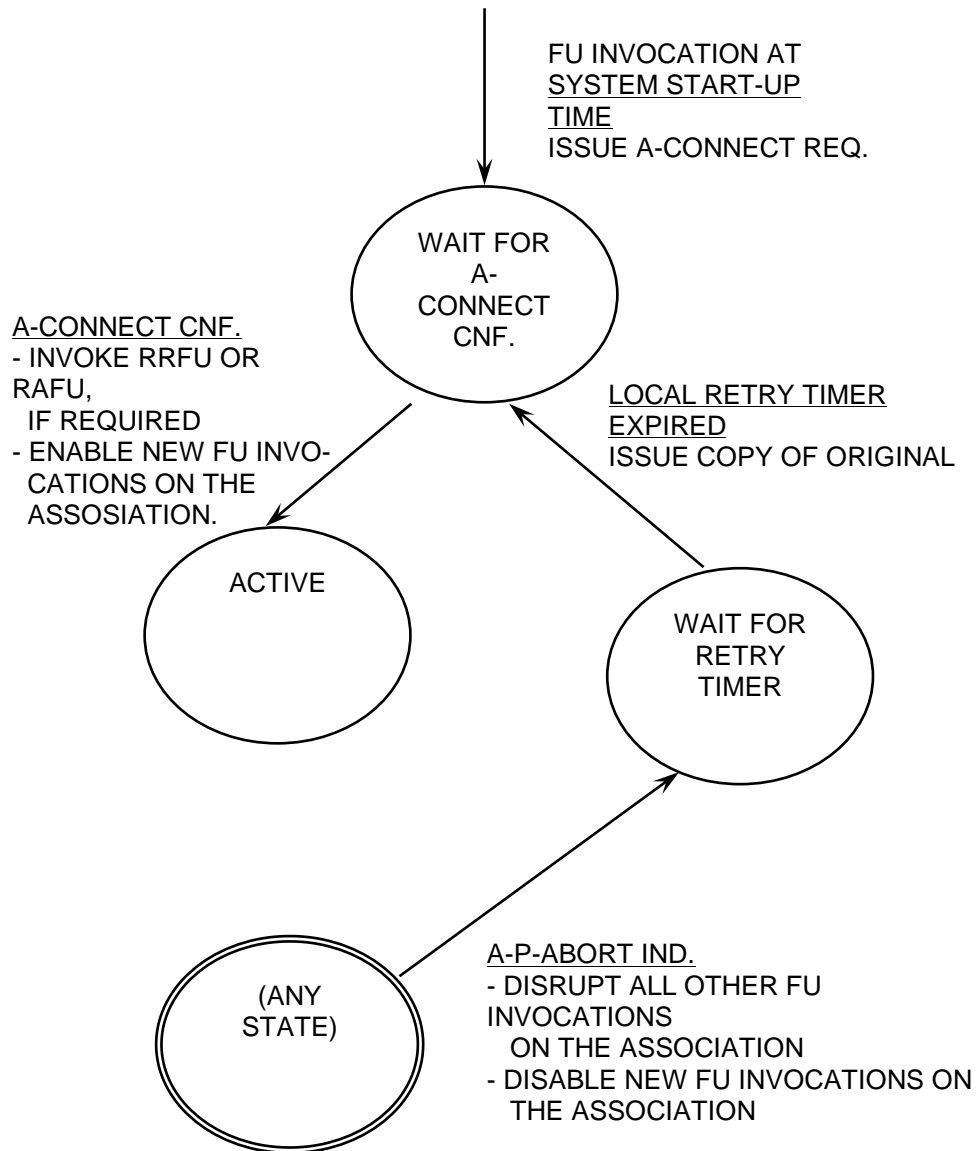 FU INVOCATION AT
SYSTEM START-UP
TIME
ISSUE A-CONNECT REQ.
WAIT FOR
A-
CONNECT
CNF.
A-CONNECT CNF.
- INVOKE RRFU OR
RAFU,
IF REQUIRED
- ENABLE NEW FU INVO-
CATIONS ON THE
ASSOSIATION.
LOCAL RETRY TIMER
EXPIRED
ISSUE COPY OF ORIGINAL
ACTIVE
WAIT FOR
RETRY
TIMER
(ANY
STATE)
A-P-ABORT IND.
- DISRUPT ALL OTHER FU
INVOCATIONS
ON THE ASSOCIATION
- DISABLE NEW FU INVOCATIONS ON
THE ASSOCIATION